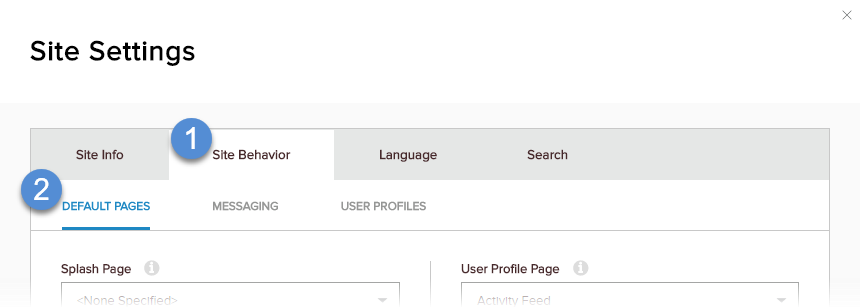 Site Settings
1
Site Info Site Behavior Language Search
2
DEFAULT PAGES MESSAGING USER PROFILES
Splash Page i User Profile Page i
<None Specified> Activity Feed